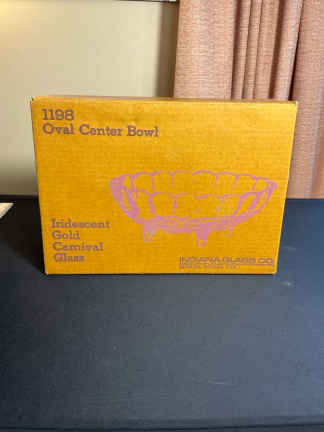 1198
Oval Center Bowl
Iridescent
Gold
Carnival
Glass
INDIANA GLASS CO.